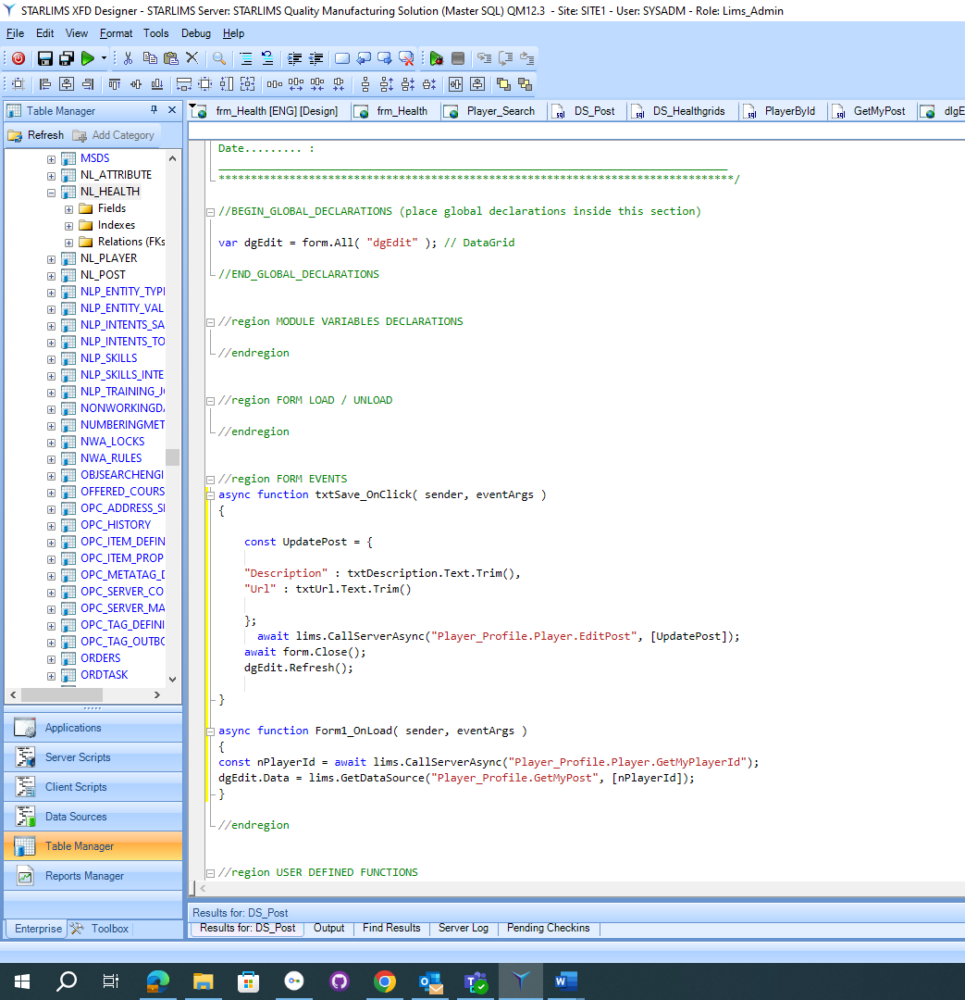 STARLIMS XFD Designer - STARLIMS Server: STARLIMS Quality Manufacturing Solution (Master SQL) QM12.3 - Site: SITE1 - User: SYSADM - Role: Lims_Admin
File Edit View Format Tools Debug Help
Table Manager
frm_Health [ENG] [Design] frm_Health Player_Search DS_Post DS_Healthgrids PlayerById GetMyPost dlgE
Refresh Add Category
MSDS
NL_ATTRIBUTE
NL_HEALTH
Fields
Indexes
Relations (FKs
NL_PLAYER
NL_POST
NLP_ENTITY_TYP
NLP_ENTITY_VAL
NLP_INTENTS_SA
NLP_INTENTS_TO
NLP_SKILLS
NLP_SKILLS_INTE
NLP_TRAINING_J
NONWORKINGD
NUMBERINGMET
NWA_LOCKS
NWA_RULES
OBJSEARCHENGI
OFFERED_COURS
OPC_ADDRESS_S
OPC_HISTORY
OPC_ITEM_DEFIN
OPC_ITEM_PROP
OPC_METATAG_D
OPC_SERVER_CO
OPC_SERVER_MA
OPC_TAG_DEFINI
OPC_TAG_OUTBO
ORDERS
ORDTASK
Applications
Server Scripts
Client Scripts
Data Sources
Table Manager
Reports Manager
Enterprise Toolbox
Date......... :
********************************************************************************/
//BEGIN_GLOBAL_DECLARATIONS (place global declarations inside this section)
var dgEdit = form.All( "dgEdit" ); // DataGrid
//END_GLOBAL_DECLARATIONS
//region MODULE VARIABLES DECLARATIONS
//endregion
//region FORM LOAD / UNLOAD
//endregion
//region FORM EVENTS
async function txtSave_OnClick( sender, eventArgs )
{
const UpdatePost = {
"Description" : txtDescription.Text.Trim(),
"Url" : txtUrl.Text.Trim()
};
await lims.CallServerAsync("Player_Profile.Player.EditPost", [UpdatePost]);
await form.Close();
dgEdit.Refresh();
}
async function Form1_OnLoad( sender, eventArgs )
{
const nPlayerId = await lims.CallServerAsync("Player_Profile.Player.GetMyPlayerId");
dgEdit.Data = lims.GetDataSource("Player_Profile.GetMyPost", [nPlayerId]);
}
//endregion
//region USER DEFINED FUNCTIONS
Results for: DS_Post
Results for: DS_Post Output Find Results Server Log Pending Checkins